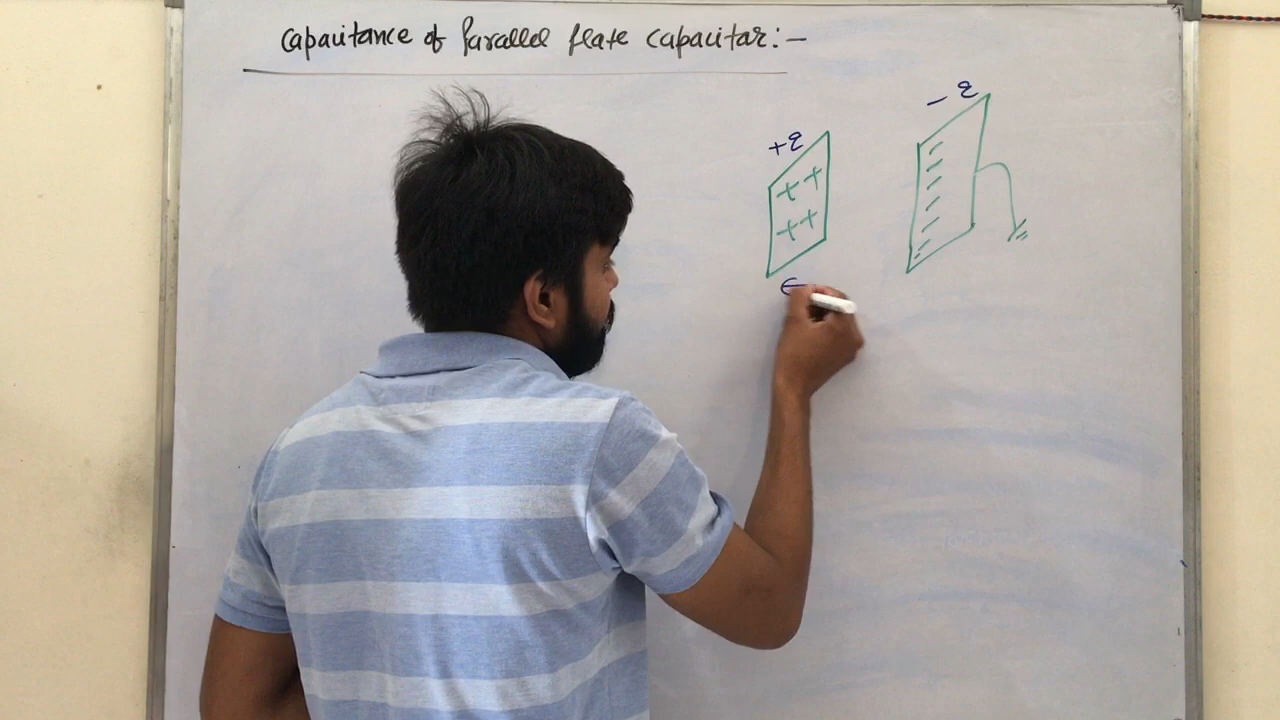 Capacitance of Parallel plate capacitor:-
+q
- q
+ +
+ +